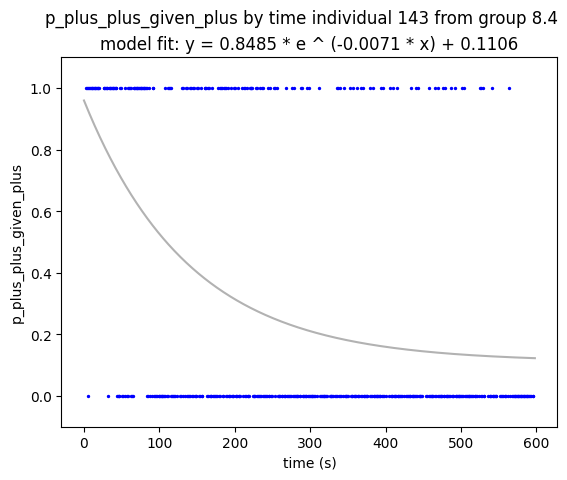 p_plus_plus_given_plus by time individual 143 from group 8.4
model fit: y = 0.8485 * e ^ (-0.0071 * x) + 0.1106
1.0
0.8
0.6
0.4
0.2
0.0
p_plus_plus_given_plus
0 100 200 300 400 500 600
time (s)